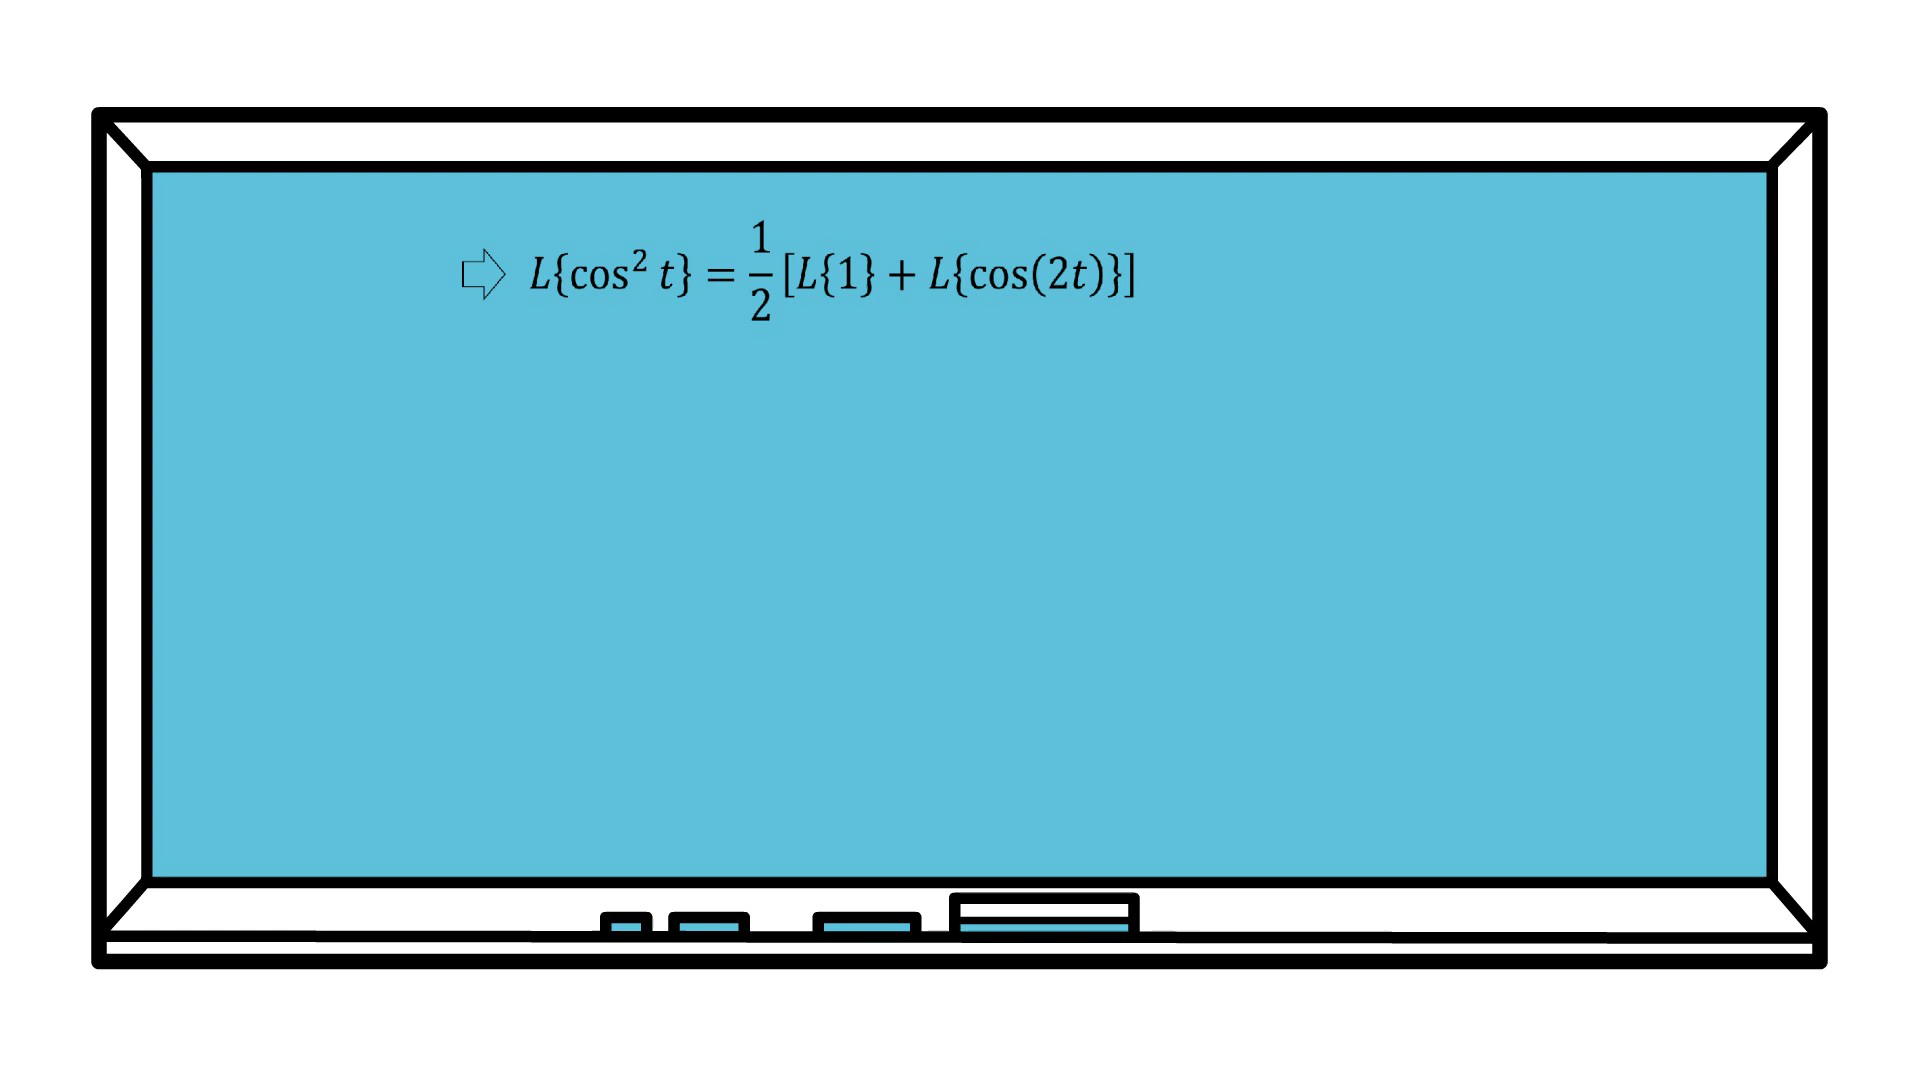 ⇨ L{cos² t} = 1/2 [L{1} + L{cos(2t)}]